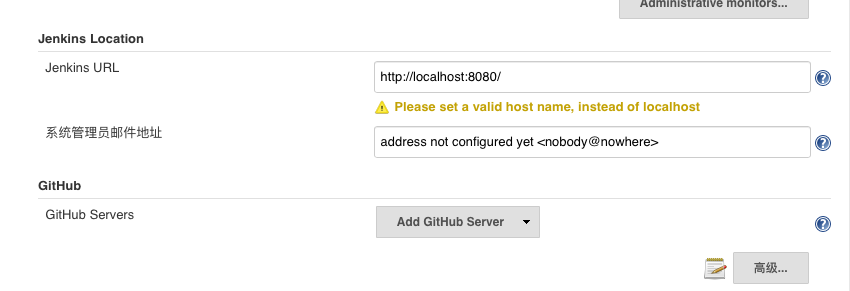 Administrative monitors...
Jenkins Location
Jenkins URL
http://localhost:8080/
Please set a valid host name, instead of localhost
系统管理员邮件地址
address not configured yet <nobody@nowhere>
GitHub
GitHub Servers
Add GitHub Server
高级...